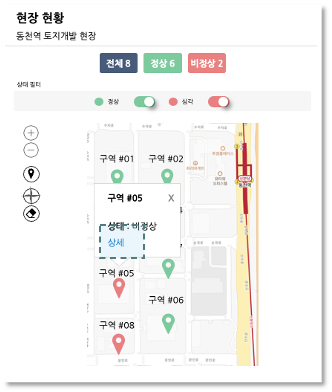 현장 현황
동천역 토지개발 현장
전체 8
정상 6
비정상 2
상태 필터
정상
심각
구역 #01
구역 #02
구역 #05
X
상태 : 비정상
상세
구역 #05
구역 #06
구역 #08